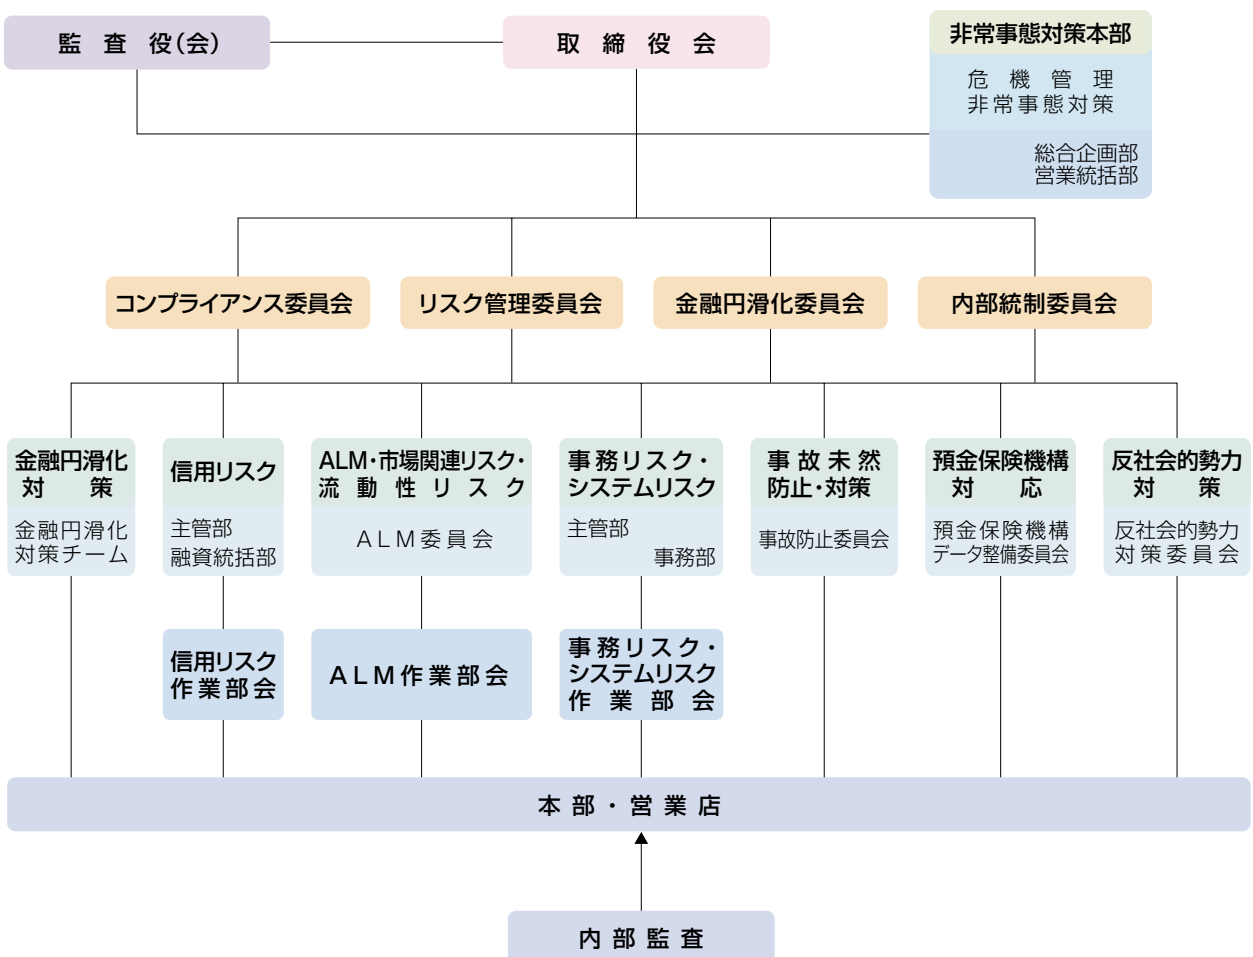 監査役(会)
取締役会
非常事態対策本部
危機管理
非常事態対策
総合企画部
営業統括部
コンプライアンス委員会
リスク管理委員会
金融円滑化委員会
内部統制委員会
金融円滑化
対策
金融円滑化
対策チーム
信用リスク
主管部
融資統括部
ALM・市場関連リスク・
流動性リスク
ALM委員会
事務リスク・
システムリスク
主管部
事務部
事故未然
防止・対策
事故防止委員会
預金保険機構
対応
預金保険機構
データ整備委員会
反社会的勢力
対策
反社会的勢力
対策委員会
信用リスク
作業部会
ALM作業部会
事務リスク・
システムリスク
作業部会
本部・営業店
内部監査